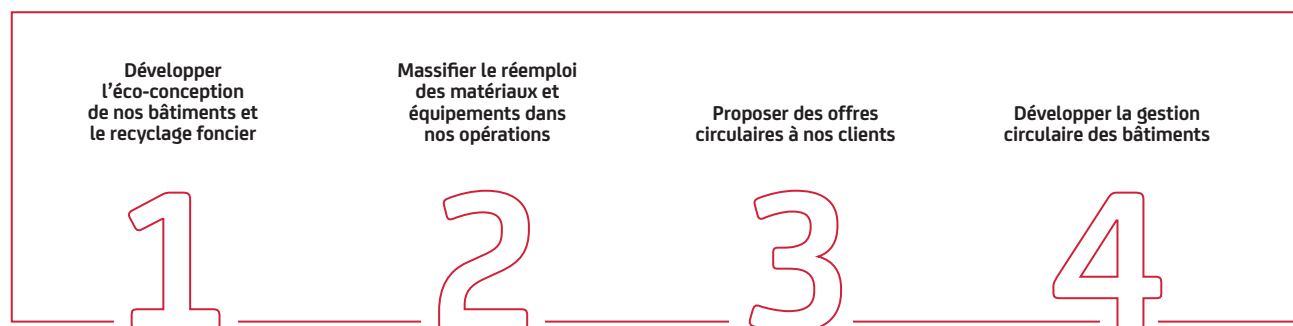 Développer
l'éco-conception
de nos bâtiments et
le recyclage foncier
1
Massifier le réemploi
des matériaux et
équipements dans
nos opérations
2
Proposer des offres
circulaires à nos clients
3
Développer la gestion
circulaire des bâtiments
4